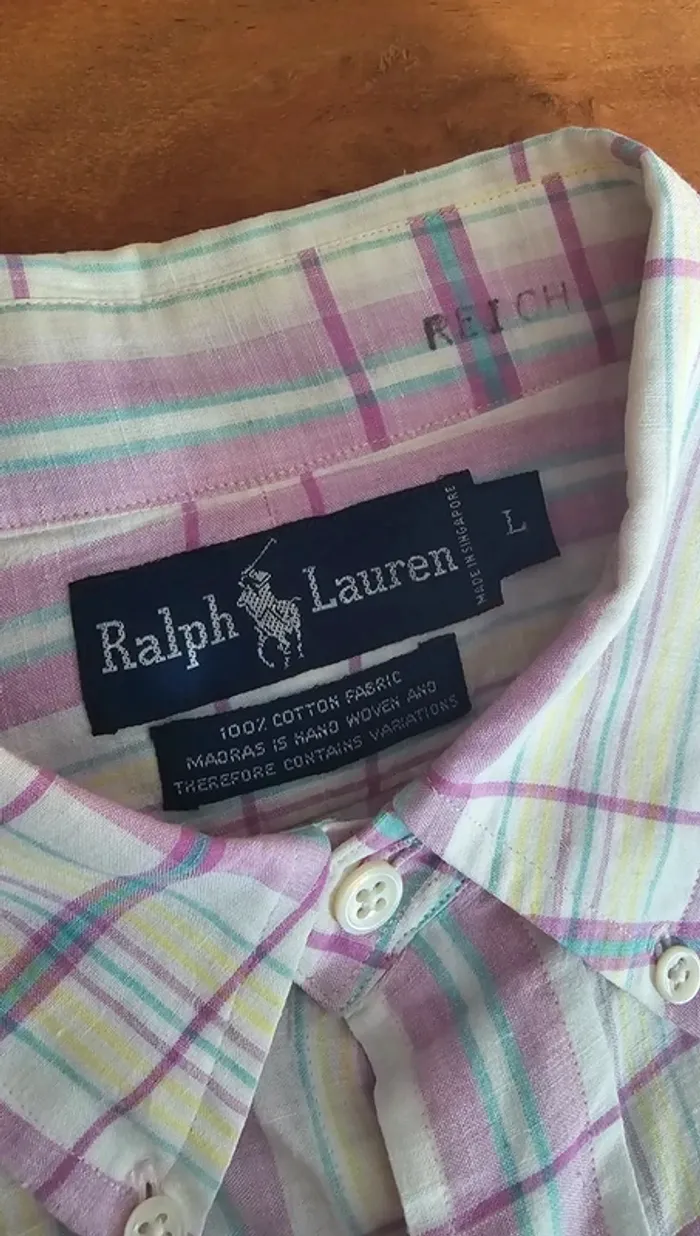 REICH
Ralph Lauren
MADE IN SINGAPORE
L
100% COTTON FABRIC
MADRAS IS HAND WOVEN AND
THEREFORE CONTAINS VARIATIONS